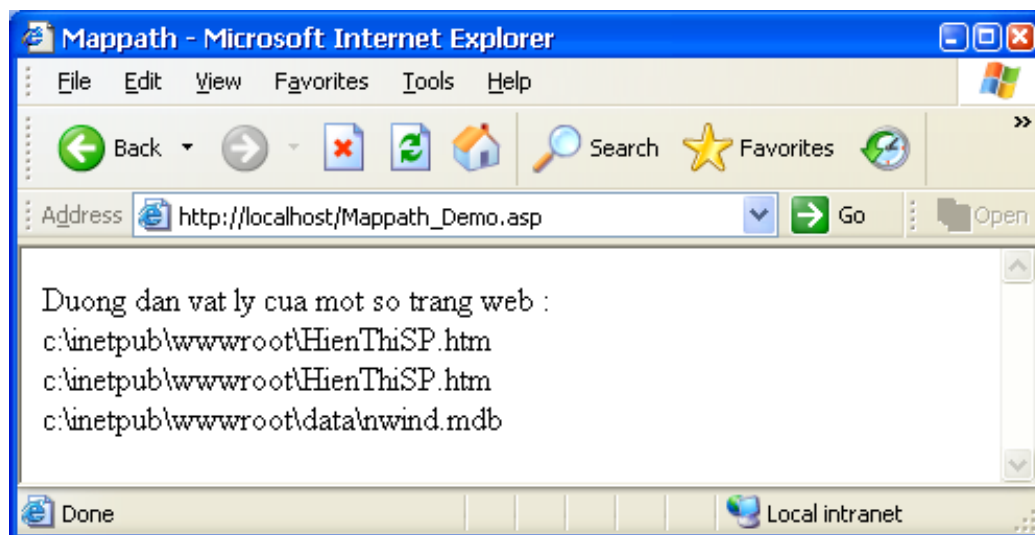 Mappath - Microsoft Internet Explorer
File Edit View Favorites Tools Help
Back Search Favorites »
Address http://localhost/Mappath_Demo.asp Go Open
Duong dan vat ly cua mot so trang web :
c:\inetpub\wwwroot\HienThiSP.htm
c:\inetpub\wwwroot\HienThiSP.htm
c:\inetpub\wwwroot\data\nwind.mdb
Done Local intranet